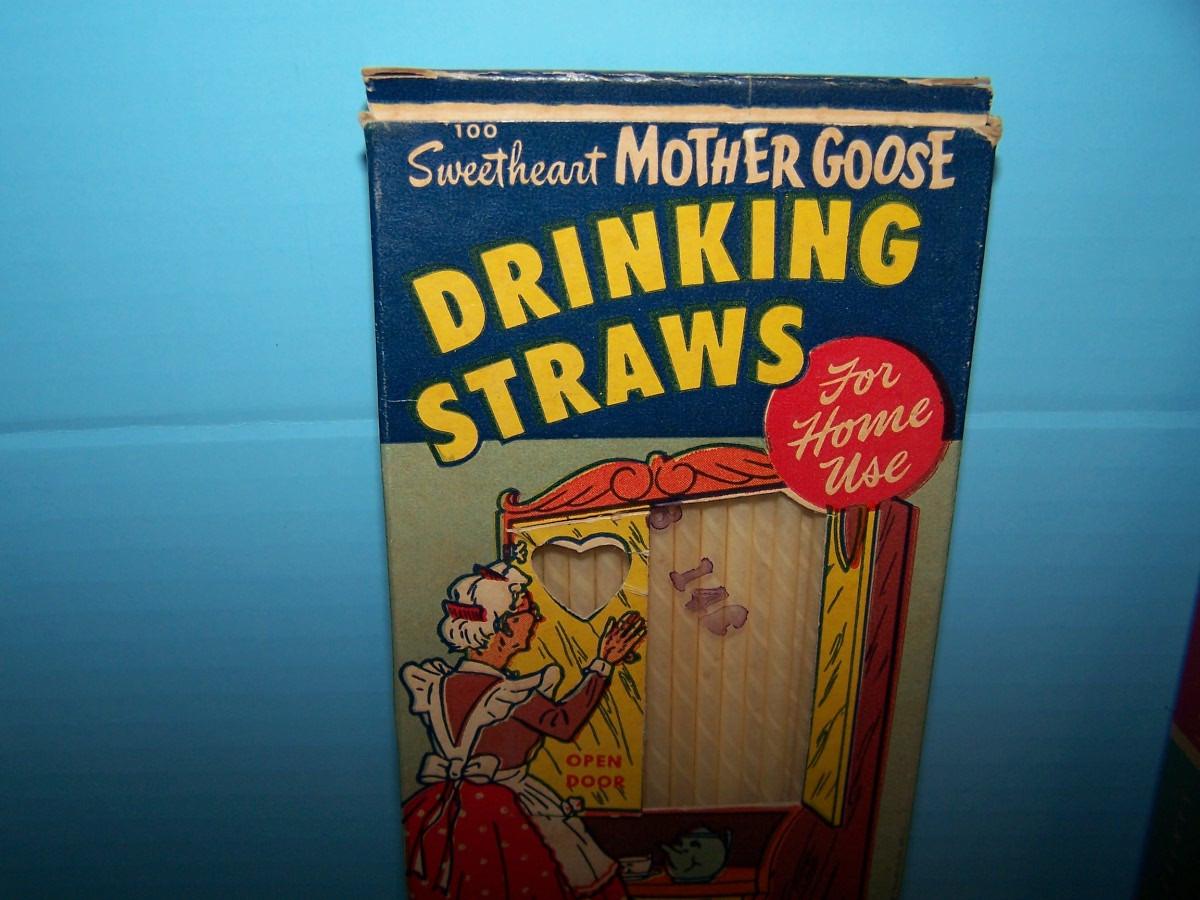 100
Sweetheart MOTHER GOOSE
DRINKING
STRAWS
For
Home
Use
OPEN
DOOR